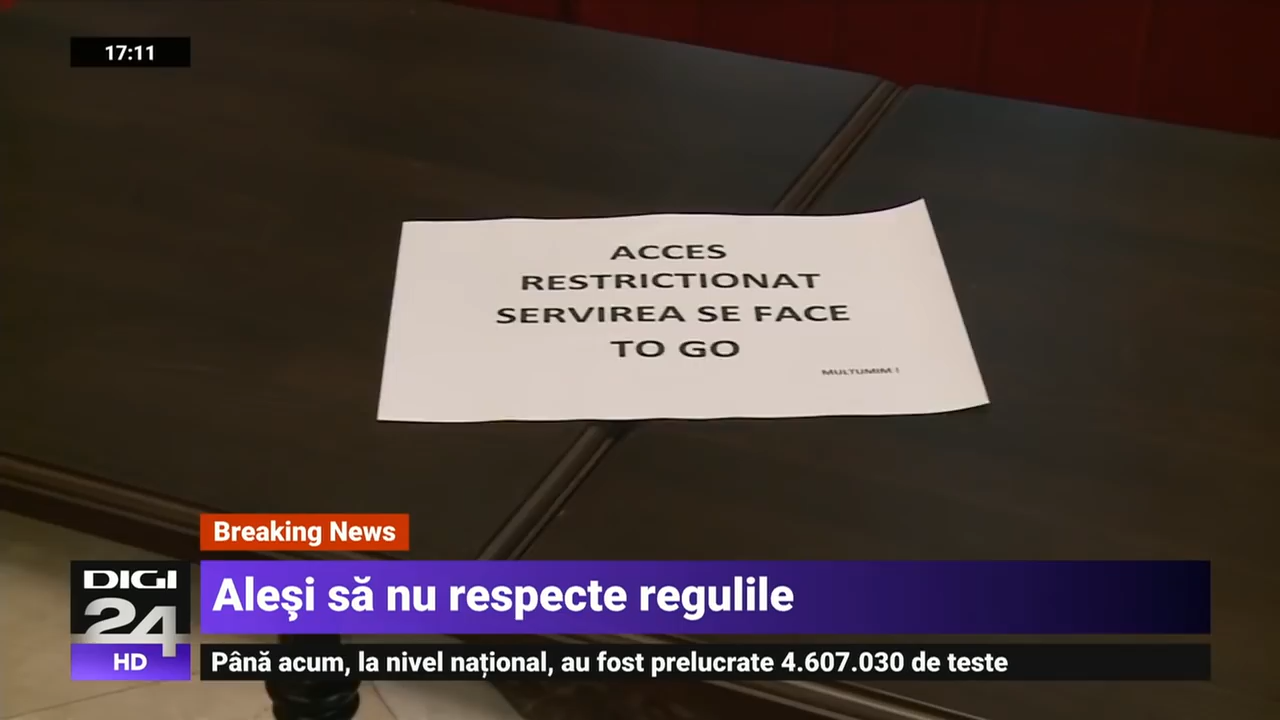 17:11
ACCES
RESTRICTIONAT
SERVIREA SE FACE
TO GO
MULTUMIM !
Breaking News
DIGI
24
HD
Aleși să nu respecte regulile
Până acum, la nivel național, au fost prelucrate 4.607.030 de teste